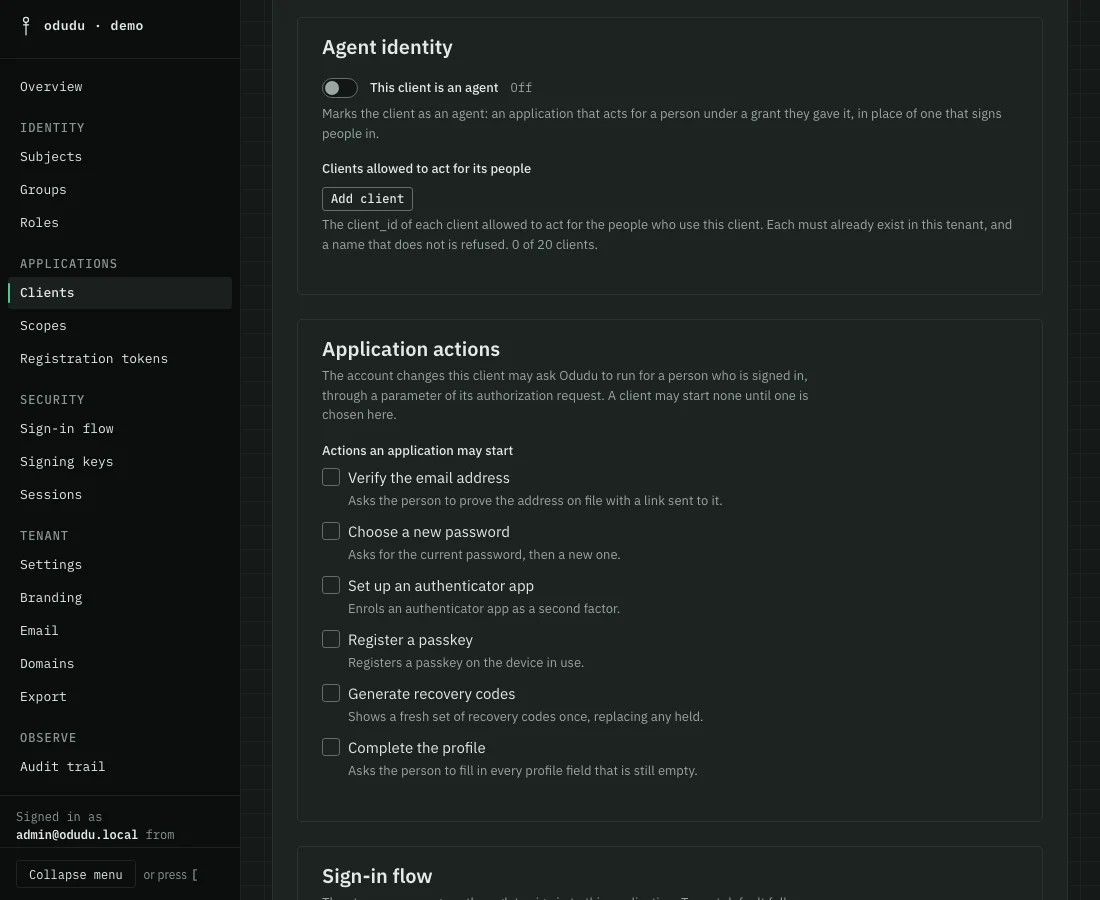 odudu · demo
Overview
IDENTITY
Subjects
Groups
Roles
APPLICATIONS
Clients
Scopes
Registration tokens
SECURITY
Sign-in flow
Signing keys
Sessions
TENANT
Settings
Branding
Email
Domains
Export
OBSERVE
Audit trail
Signed in as
admin@odudu.local from
Collapse menu or press [
Agent identity
This client is an agent Off
Marks the client as an agent: an application that acts for a person under a grant they gave it, in place of one that signs
people in.
Clients allowed to act for its people
Add client
The client_id of each client allowed to act for the people who use this client. Each must already exist in this tenant, and
a name that does not is refused. 0 of 20 clients.
Application actions
The account changes this client may ask Odudu to run for a person who is signed in,
through a parameter of its authorization request. A client may start none until one is
chosen here.
Actions an application may start
Verify the email address
Asks the person to prove the address on file with a link sent to it.
Choose a new password
Asks for the current password, then a new one.
Set up an authenticator app
Enrols an authenticator app as a second factor.
Register a passkey
Registers a passkey on the device in use.
Generate recovery codes
Shows a fresh set of recovery codes once, replacing any held.
Complete the profile
Asks the person to fill in every profile field that is still empty.
Sign-in flow